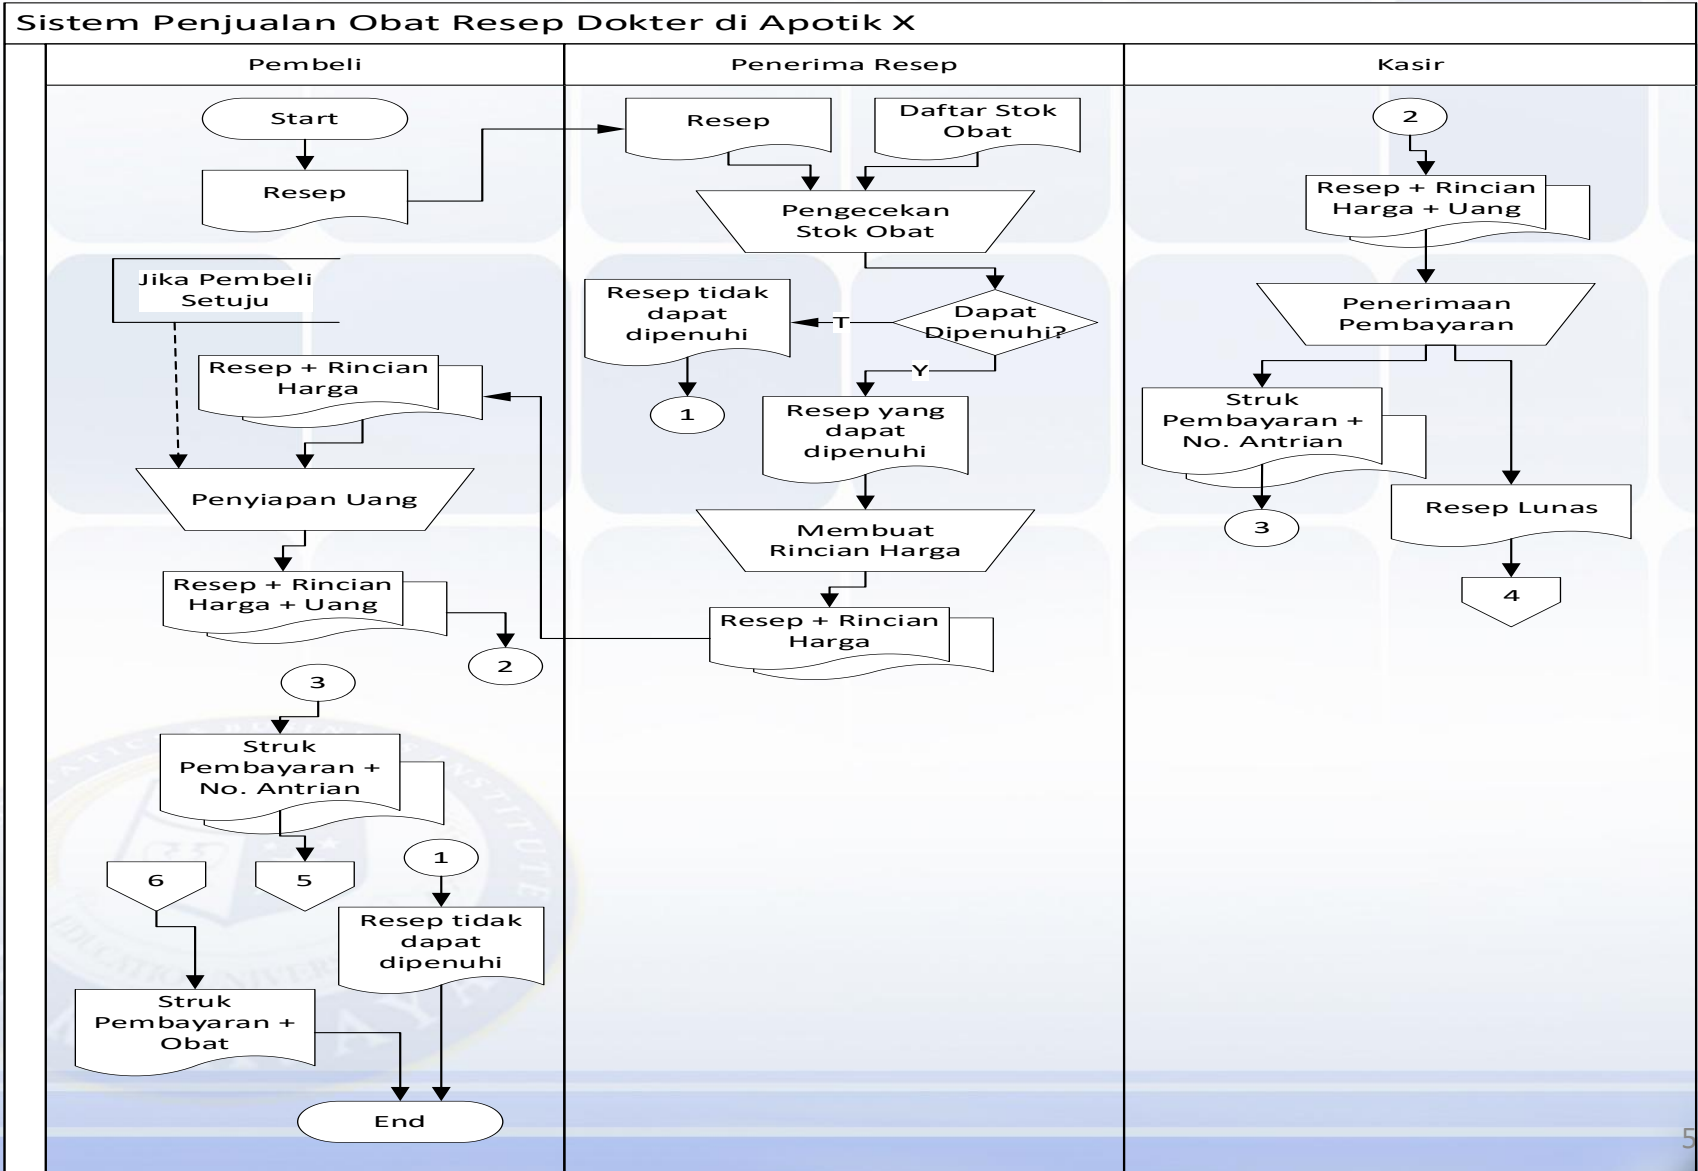 Sistem Penjualan Obat Resep Dokter di Apotik X
Pembeli
Penerima Resep
Kasir
Start
Resep
Jika Pembeli
Setuju
Resep + Rincian
Harga
Penyiapan Uang
Resep + Rincian
Harga + Uang
2
3
Struk
Pembayaran +
No. Antrian
6
5
1
Resep tidak
dapat
dipenuhi
Struk
Pembayaran +
Obat
End
Resep
Daftar Stok
Obat
Pengecekan
Stok Obat
Dapat
Dipenuhi?
T
Resep tidak
dapat
dipenuhi
1
Y
Resep yang
dapat
dipenuhi
Membuat
Rincian Harga
Resep + Rincian
Harga
2
Resep + Rincian
Harga + Uang
Penerimaan
Pembayaran
Struk
Pembayaran +
No. Antrian
3
Resep Lunas
4
5